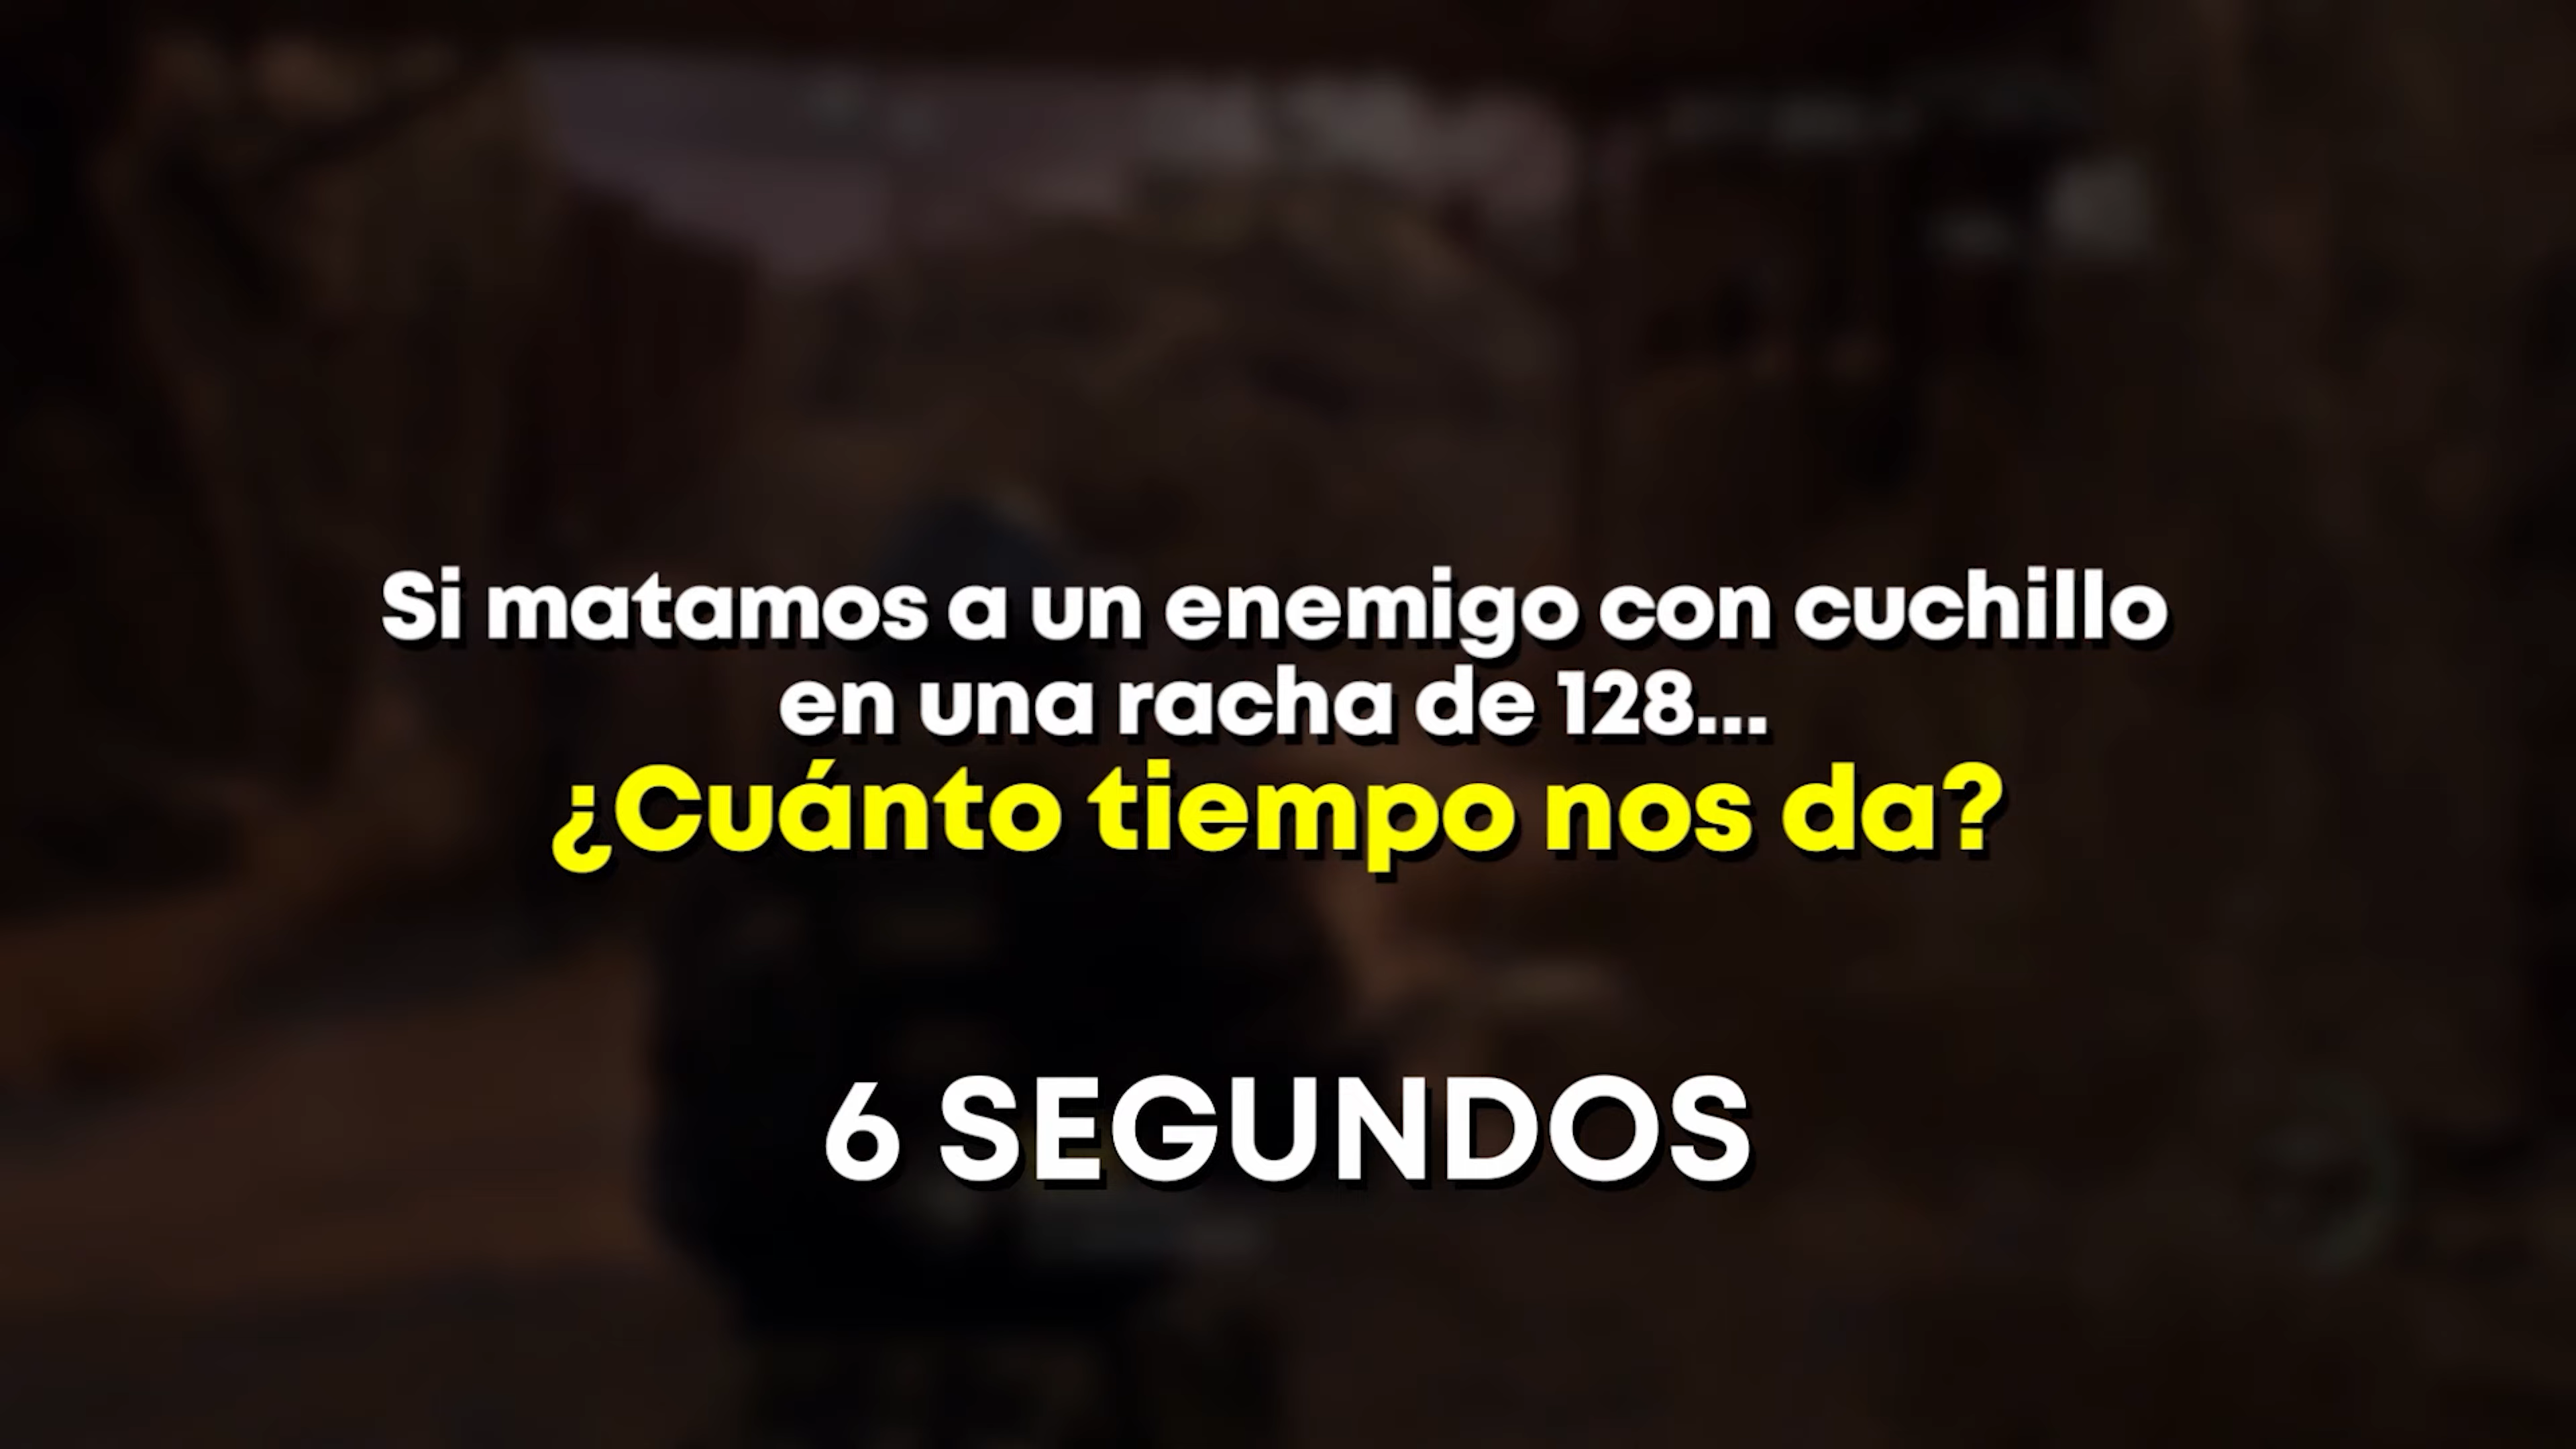 Si matamos a un enemigo con cuchillo
en una racha de 128...
¿Cuánto tiempo nos da?
6 SEGUNDOS